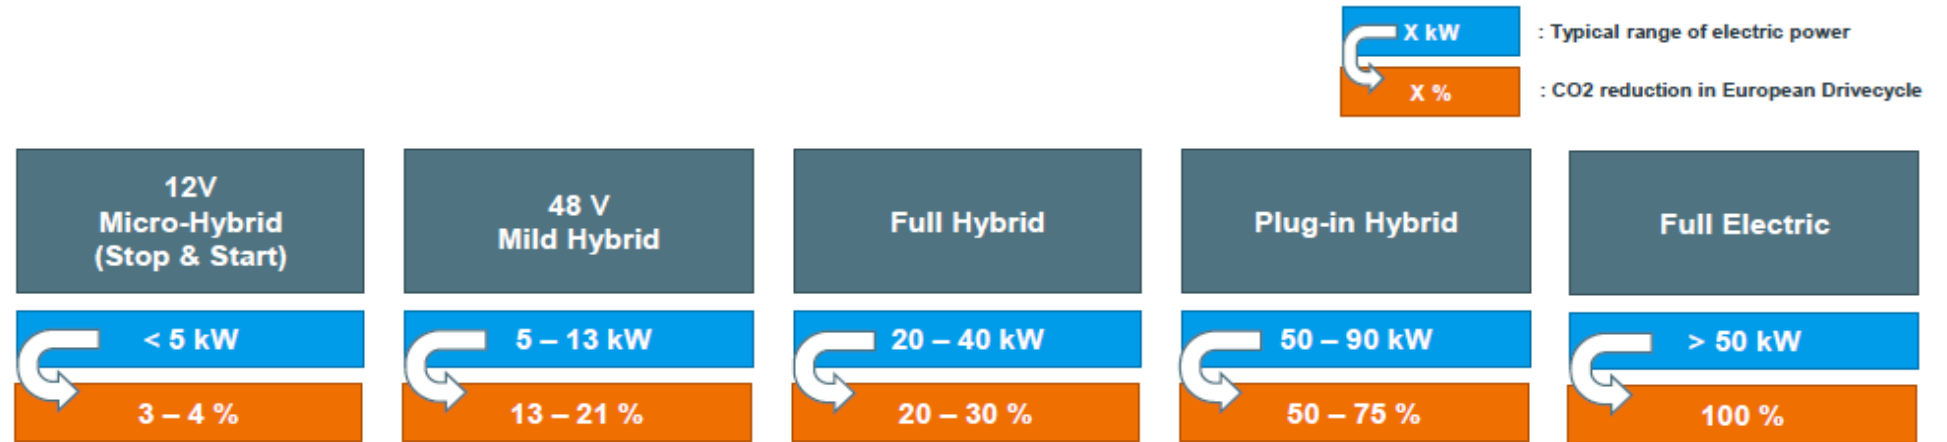 X kW
: Typical range of electric power
X %
: CO2 reduction in European Drivecycle
12V
Micro-Hybrid
(Stop & Start)
48 V
Mild Hybrid
Full Hybrid
Plug-in Hybrid
Full Electric
< 5 kW
5 – 13 kW
20 – 40 kW
50 – 90 kW
> 50 kW
3 – 4 %
13 – 21 %
20 – 30 %
50 – 75 %
100 %